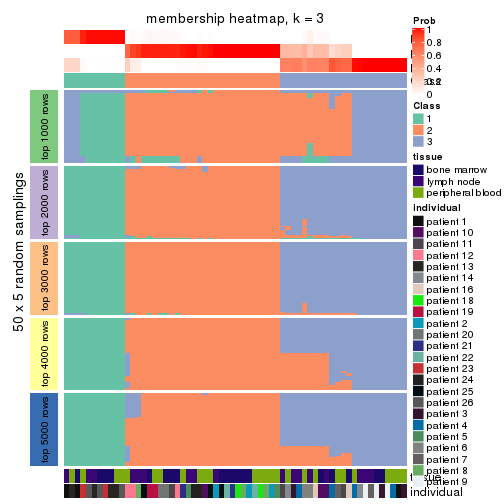 membership heatmap, k = 3
50 x 5 random samplings
top 1000 rows
top 2000 rows
top 3000 rows
top 4000 rows
top 5000 rows
Prob
1
0.8
0.6
0.4
0.2
0
Class
1
2
3
tissue
bone marrow
lymph node
peripheral blood
individual
patient 1
patient 10
patient 11
patient 12
patient 13
patient 14
patient 16
patient 18
patient 19
patient 2
patient 20
patient 21
patient 22
patient 23
patient 24
patient 25
patient 26
patient 3
patient 4
patient 5
patient 6
patient 7
patient 8
patient 9
individual